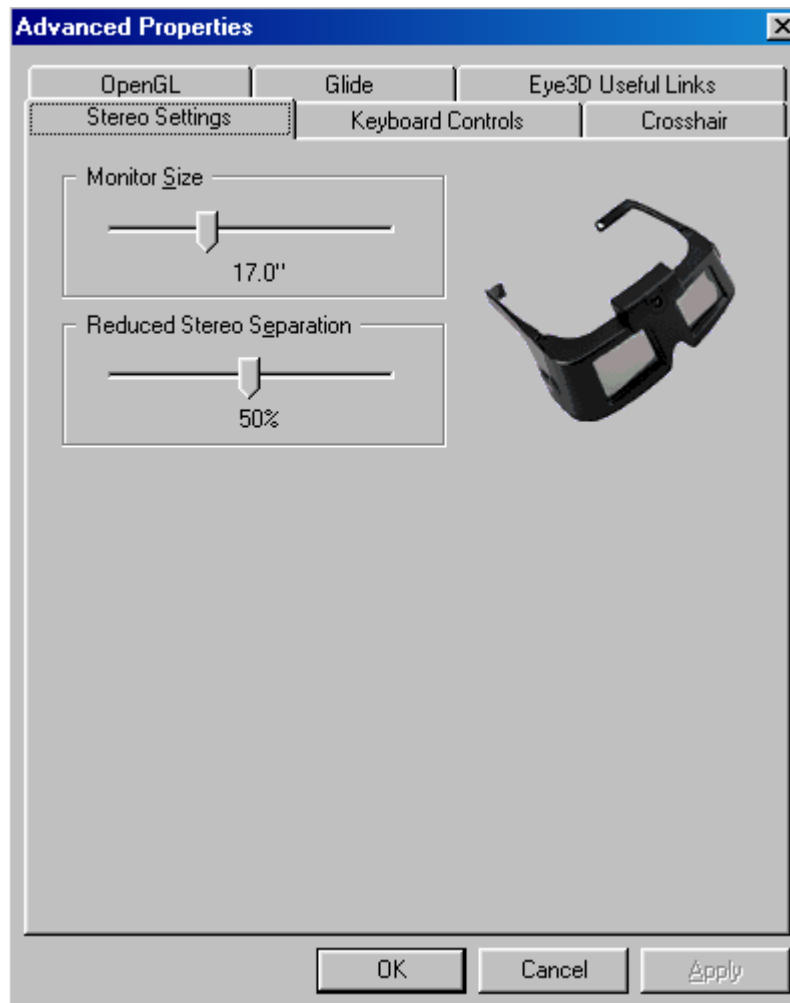 Advanced Properties
OpenGL Glide Eye3D Useful Links
Stereo Settings Keyboard Controls Crosshair
Monitor Size
17.0"
Reduced Stereo Separation
50%
OK Cancel Apply